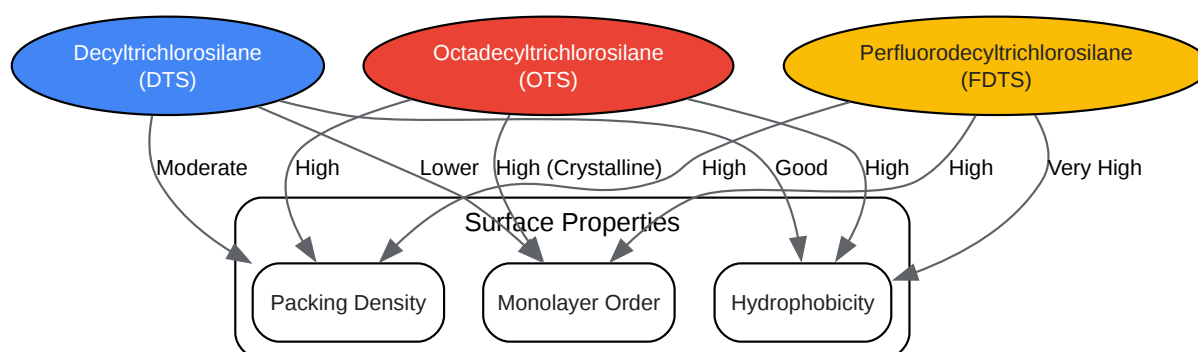 Decyltrichlorosilane
(DTS)
Octadecyltrichlorosilane
(OTS)
Perfluorodecyltrichlorosilane
(FDTS)
Moderate
High
Lower
High (Crystalline)
High
Good
High
High
Very High
Surface Properties
Packing Density
Monolayer Order
Hydrophobicity